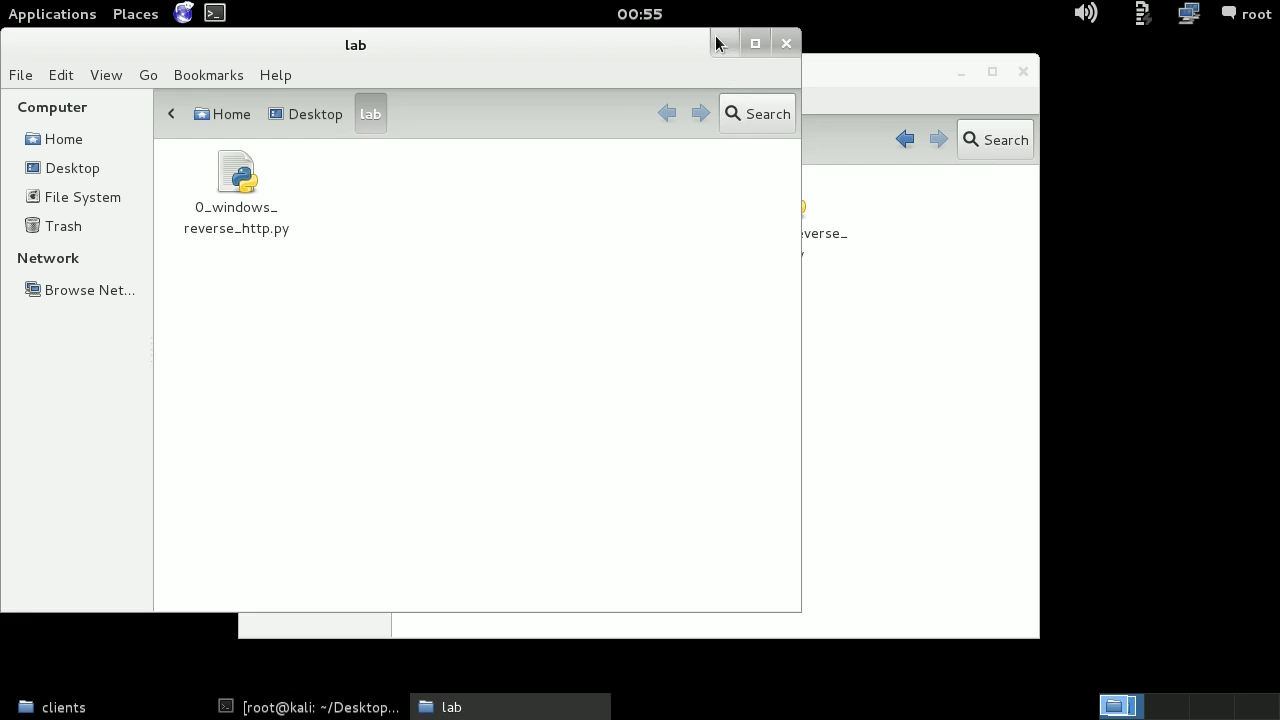 Applications Places 00:55 root
lab
File Edit View Go Bookmarks Help
Computer
Home
Desktop
File System
Trash
Network
Browse Net...
Home Desktop lab Search
Search
0_windows_
reverse_http.py
everse_
clients
[root@kali: ~/Desktop...
lab